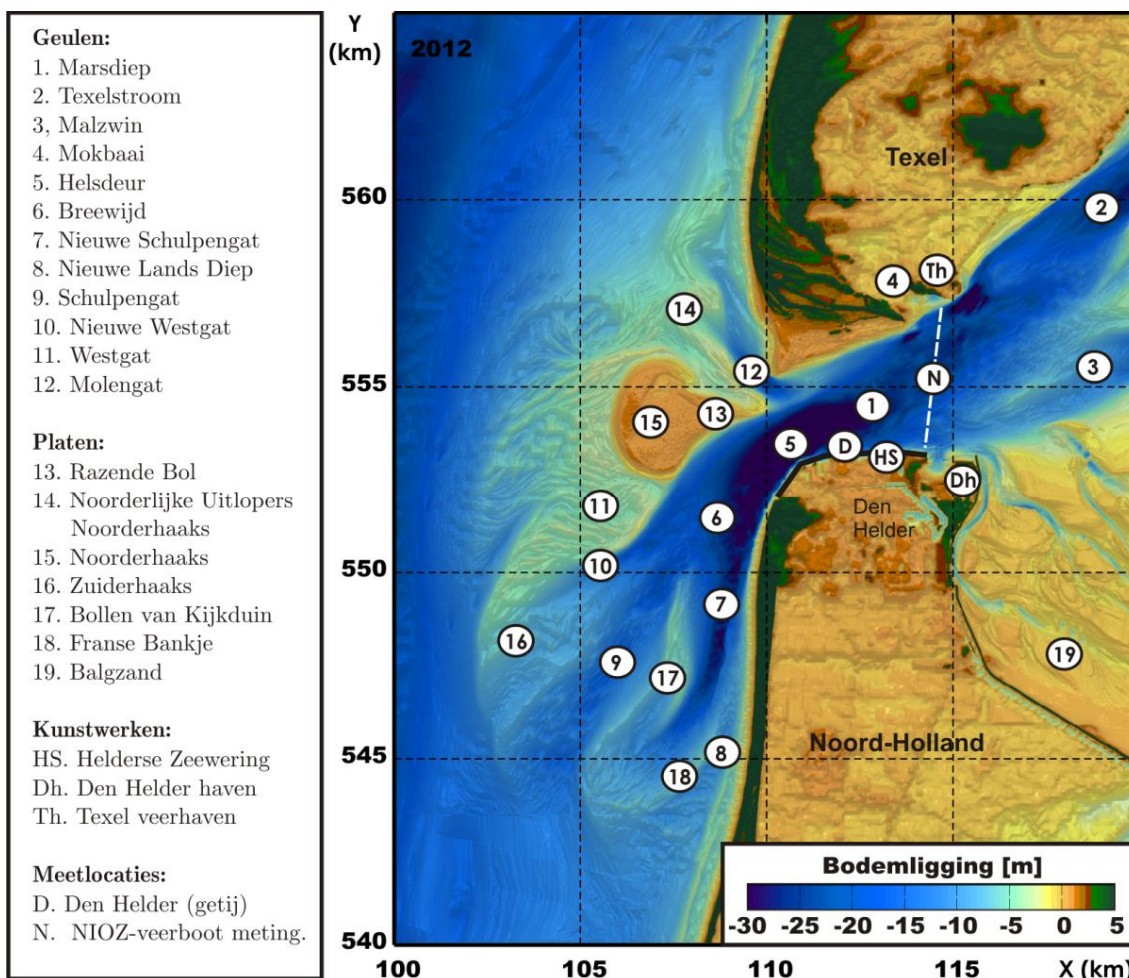 Geulen:
1. Marsdiep
2. Texelstroom
3, Malzwin
4. Mokbaai
5. Helsdeur
6. Breewijd
7. Nieuwe Schulpengat
8. Nieuwe Lands Diep
9. Schulpengat
10. Nieuwe Westgat
11. Westgat
12. Molengat
Platen:
13. Razende Bol
14. Noorderlijke Uitlopers
Noorderhaaks
15. Noorderhaaks
16. Zuiderhaaks
17. Bollen van Kijkduin
18. Franse Bankje
19. Balgzand
Kunstwerken:
HS. Helderse Zeewering
Dh. Den Helder haven
Th. Texel veerhaven
Meetlocaties:
D. Den Helder (getij)
N. NIOZ-veerboot meting.
Y
(km)
2012
Texel
560
2
4
Th
14
3
12
N
555
1
13
15
5
D
HS
Dh
11
6
Den
Helder
10
550
7
16
9
19
17
Noord-Holland
8
545
18
Bodemligging [m]
-30 -25 -20 -15 -10 -5 0 5
540
100 105 110 115 X (km)